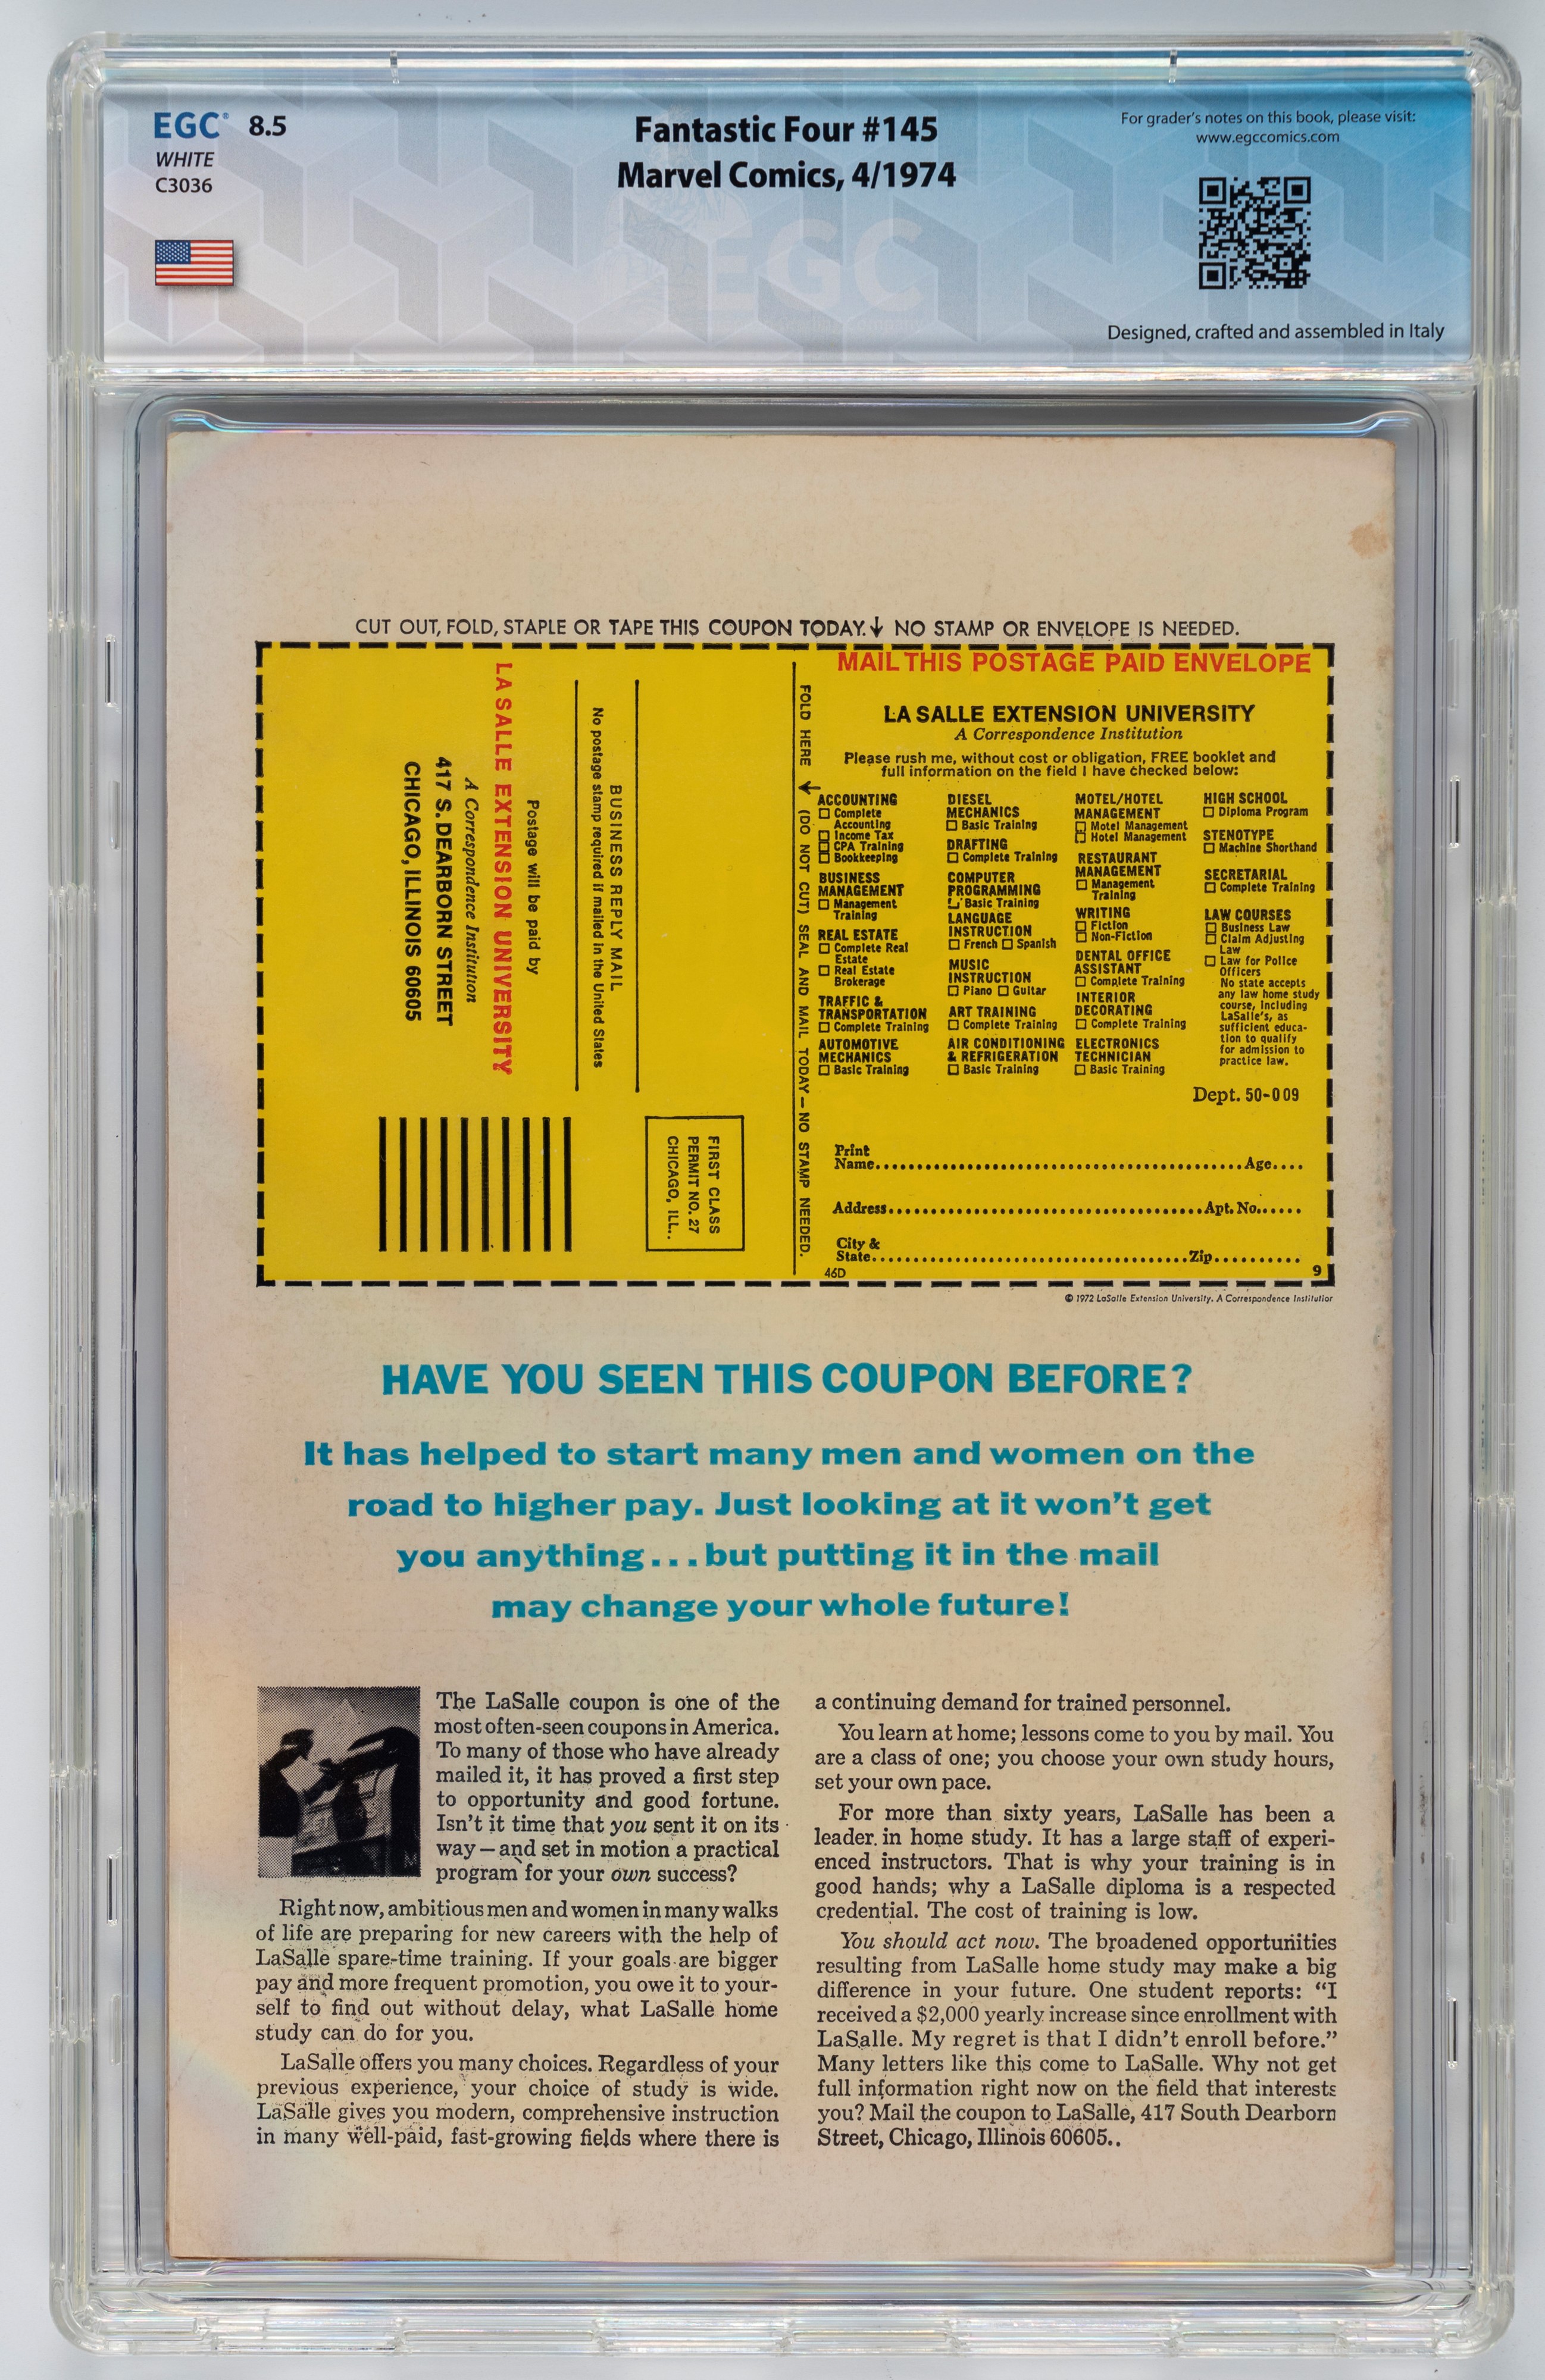 EGC® 8.5
WHITE
C3036
Fantastic Four #145
Marvel Comics, 4/1974
For grader's notes on this book, please visit:
www.egccomics.com
EGC
Designed, crafted and assembled in Italy
CUT OUT, FOLD, STAPLE OR TAPE THIS COUPON TODAY.↓ NO STAMP OR ENVELOPE IS NEEDED.
FIRST CLASS
PERMIT NO. 27
CHICAGO, ILL..
BUSINESS REPLY MAIL
No postage stamp required if mailed in the United States
Postage will be paid by
LA SALLE EXTENSION UNIVERSITY
A Correspondence Institution
417 S. DEARBORN STREET
CHICAGO, ILLINOIS 60605
FOLD HERE ↓ (DO NOT CUT) SEAL AND MAIL TODAY — NO STAMP NEEDED.
MAIL THIS POSTAGE PAID ENVELOPE
LA SALLE EXTENSION UNIVERSITY
A Correspondence Institution
Please rush me, without cost or obligation, FREE booklet and
full information on the field I have checked below:
ACCOUNTING
☐ Complete
Accounting
☐ Income Tax
☐ CPA Training
☐ Bookkeeping
BUSINESS
MANAGEMENT
☐ Management
Training
REAL ESTATE
☐ Complete Real
Estate
☐ Real Estate
Brokerage
TRAFFIC &
TRANSPORTATION
☐ Complete Training
AUTOMOTIVE
MECHANICS
☐ Basic Training
DIESEL
MECHANICS
☐ Basic Training
DRAFTING
☐ Complete Training
COMPUTER
PROGRAMMING
☐ Basic Training
LANGUAGE
INSTRUCTION
☐ French ☐ Spanish
MUSIC
INSTRUCTION
☐ Piano ☐ Guitar
ART TRAINING
☐ Complete Training
AIR CONDITIONING
& REFRIGERATION
☐ Basic Training
MOTEL/HOTEL
MANAGEMENT
☐ Motel Management
☐ Hotel Management
RESTAURANT
MANAGEMENT
☐ Management
Training
WRITING
☐ Fiction
☐ Non-Fiction
DENTAL OFFICE
ASSISTANT
☐ Complete Training
INTERIOR
DECORATING
☐ Complete Training
ELECTRONICS
TECHNICIAN
☐ Basic Training
HIGH SCHOOL
☐ Diploma Program
STENOTYPE
☐ Machine Shorthand
SECRETARIAL
☐ Complete Training
LAW COURSES
☐ Business Law
☐ Claim Adjusting
Law
☐ Law for Police
Officers
No state accepts
any law home study
course, including
LaSalle's, as
sufficient educa-
tion to qualify
for admission to
practice law.
Dept. 50-009
Print
Name..............................................Age....
Address......................................Apt. No......
City &
State......................................Zip..........
46D 9
© 1972 LaSalle Extension University. A Correspondence Institution
HAVE YOU SEEN THIS COUPON BEFORE?
It has helped to start many men and women on the
road to higher pay. Just looking at it won't get
you anything...but putting it in the mail
may change your whole future!
The LaSalle coupon is one of the
most often-seen coupons in America.
To many of those who have already
mailed it, it has proved a first step
to opportunity and good fortune.
Isn't it time that you sent it on its
way—and set in motion a practical
program for your own success?
Right now, ambitious men and women in many walks
of life are preparing for new careers with the help of
LaSalle spare-time training. If your goals are bigger
pay and more frequent promotion, you owe it to your-
self to find out without delay, what LaSalle home
study can do for you.
LaSalle offers you many choices. Regardless of your
previous experience, your choice of study is wide.
LaSalle gives you modern, comprehensive instruction
in many well-paid, fast-growing fields where there is
a continuing demand for trained personnel.
You learn at home; lessons come to you by mail. You
are a class of one; you choose your own study hours,
set your own pace.
For more than sixty years, LaSalle has been a
leader in home study. It has a large staff of experi-
enced instructors. That is why your training is in
good hands; why a LaSalle diploma is a respected
credential. The cost of training is low.
You should act now. The broadened opportunities
resulting from LaSalle home study may make a big
difference in your future. One student reports: “I
received a $2,000 yearly increase since enrollment with
LaSalle. My regret is that I didn't enroll before.”
Many letters like this come to LaSalle. Why not get
full information right now on the field that interests
you? Mail the coupon to LaSalle, 417 South Dearborn
Street, Chicago, Illinois 60605..